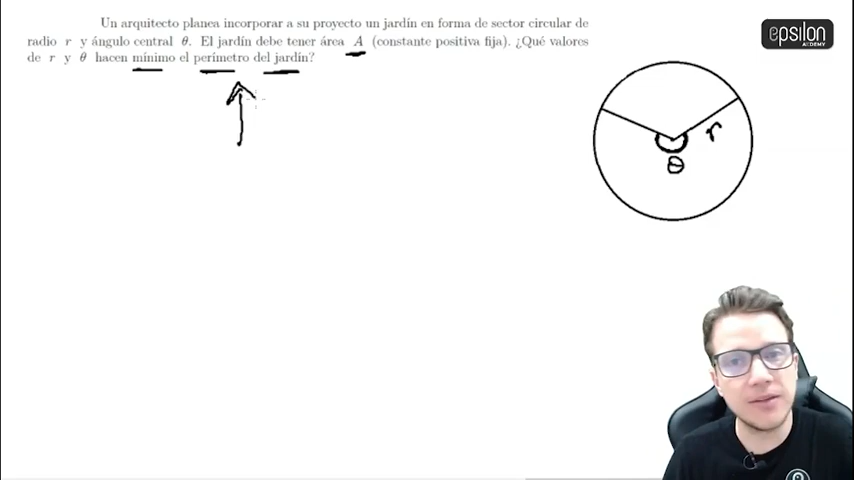 Un arquitecto planea incorporar a su proyecto un jardín en forma de sector circular de
radio r y ángulo central θ. El jardín debe tener área A (constante positiva fija). ¿Qué valores
de r y θ hacen mínimo el perímetro del jardín?
epsilon
ACADEMY
r
θ